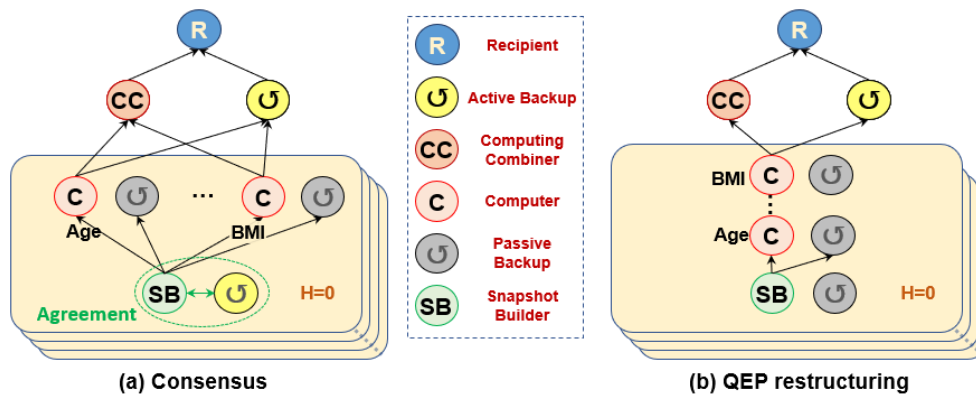 R
CC
↺
C
↺
...
C
↺
Age
BMI
SB
↺
Agreement
H=0
(a) Consensus
R
Recipient
↺
Active Backup
CC
Computing
Combiner
C
Computer
↺
Passive
Backup
SB
Snapshot
Builder
R
CC
↺
BMI
C
↺
Age
C
↺
SB
↺
H=0
(b) QEP restructuring